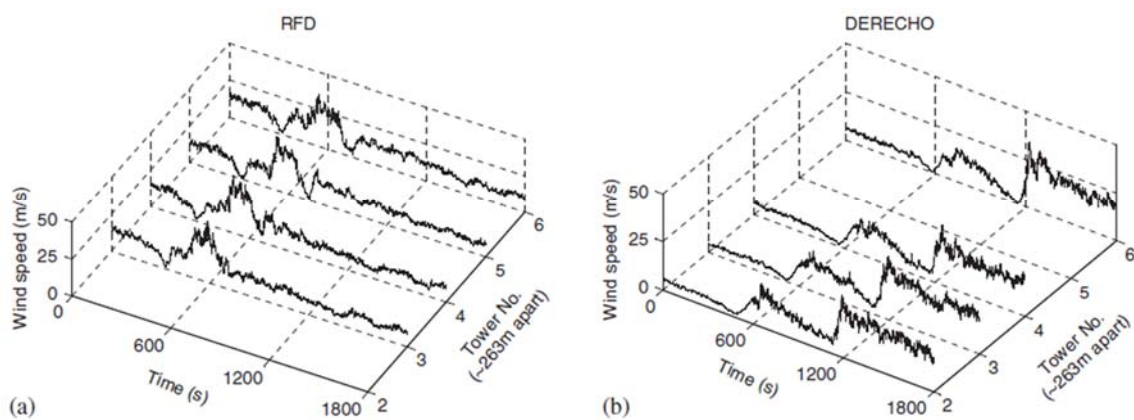 RFD
Wind speed (m/s)
50
25
0
0
600
1200
1800
Time (s)
2
3
4
5
6
Tower No.
(~263m apart)
(a)
DERECHO
Wind speed (m/s)
50
25
0
0
600
1200
1800
Time (s)
2
3
4
5
6
Tower No.
(~263m apart)
(b)